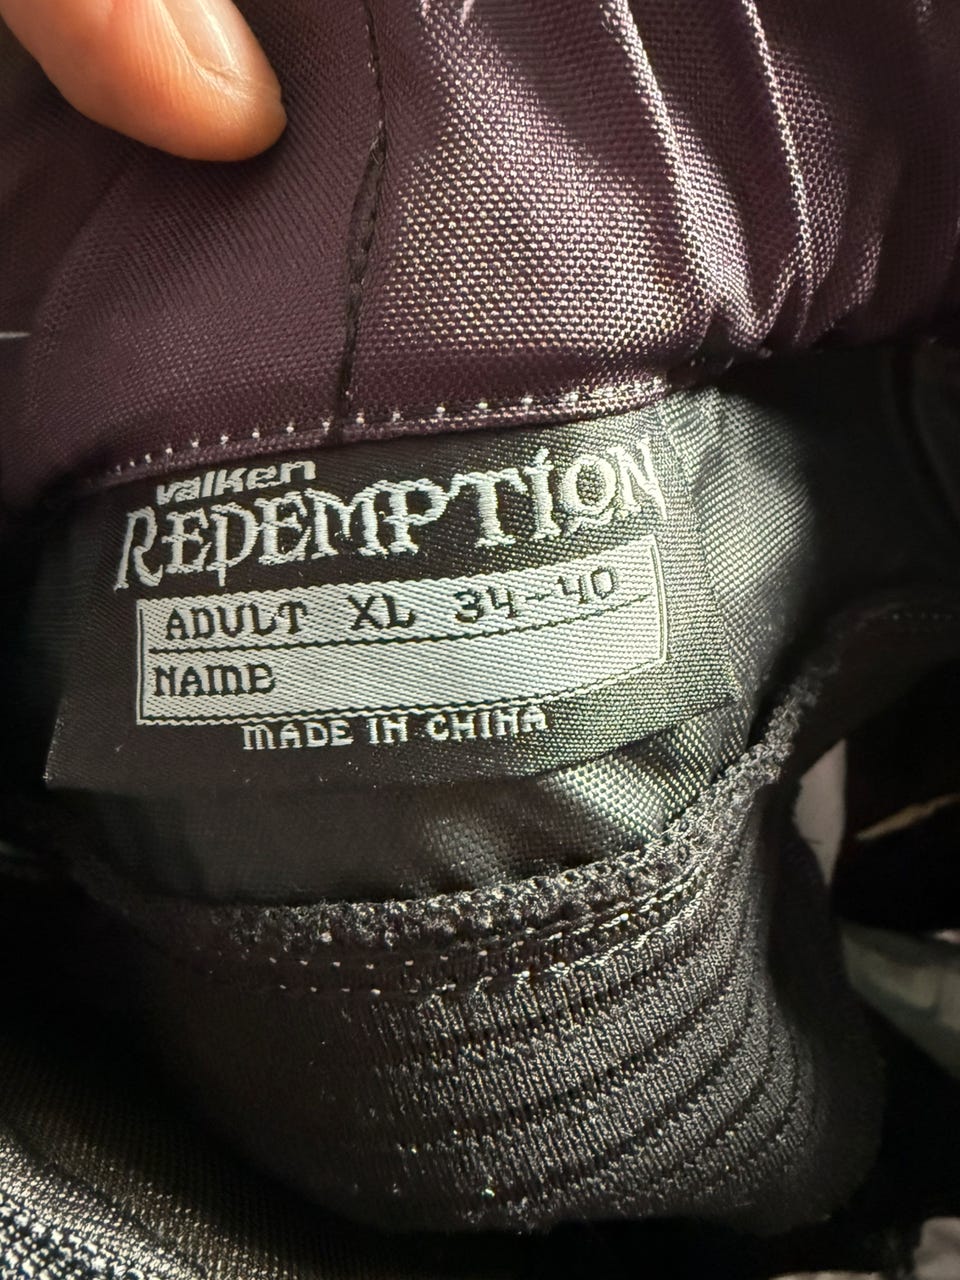 valken
REDEMPTION
ADULT XL 34-40
NAME
MADE IN CHINA